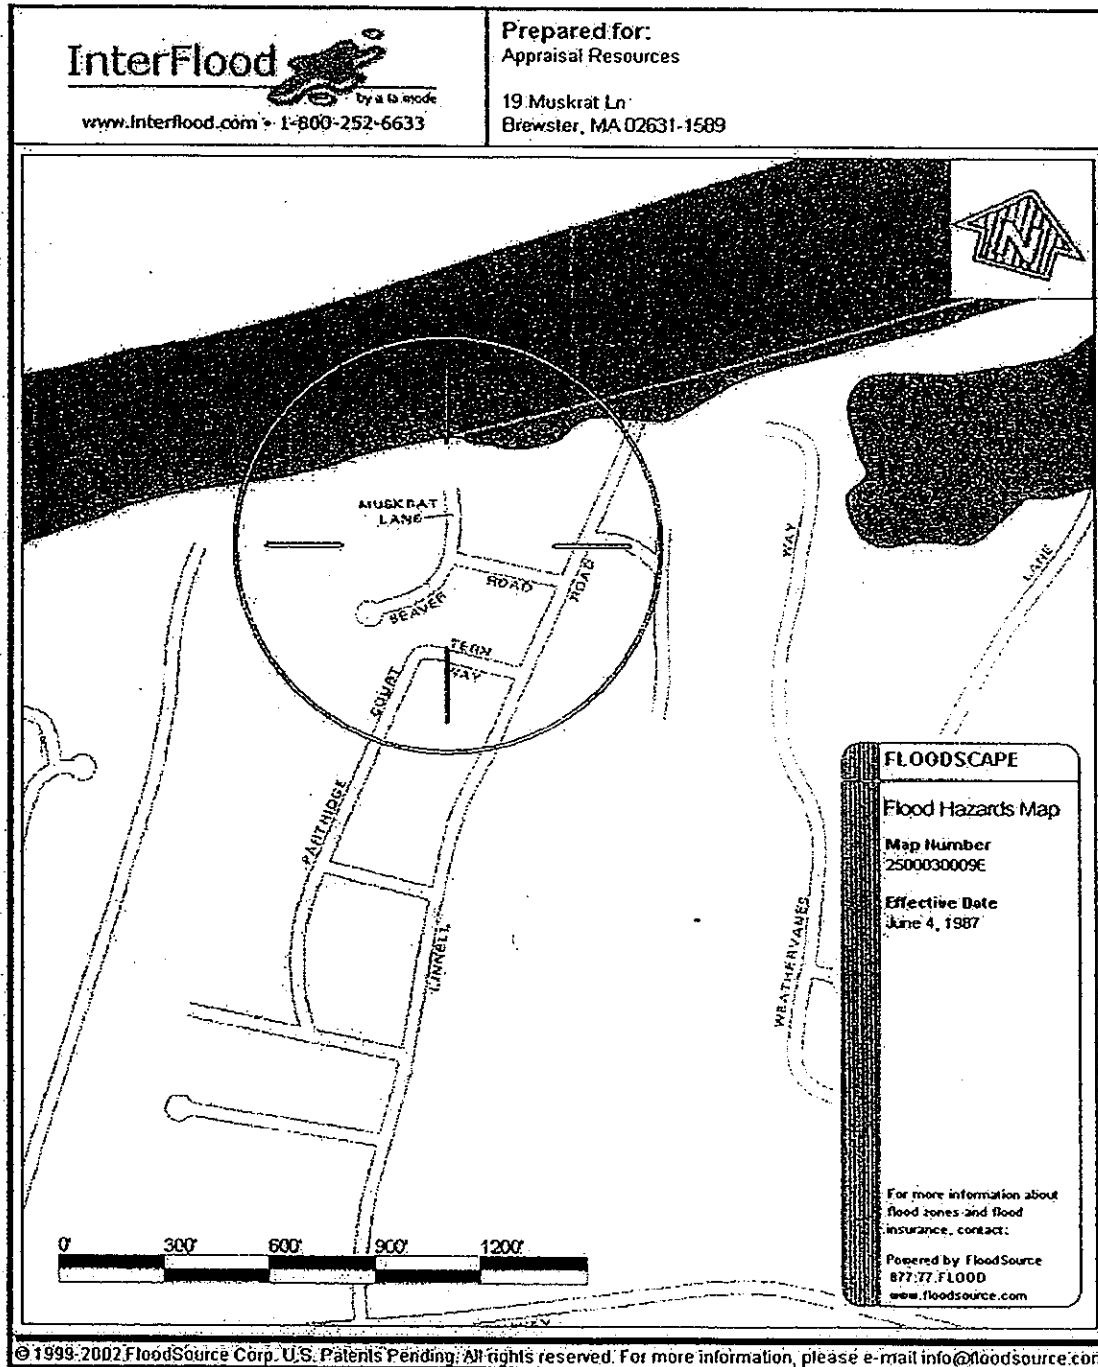 InterFlood
by a la mode
www.interflood.com • 1-800-252-6633
Prepared for:
Appraisal Resources
19 Muskrat Ln
Brewster, MA 02631-1589
N
MUSKRAT
LANE
ROAD
BEAVER
ROAD
TERN
WAY
COURT
PARTRIDGE
LINNELL
WAY
WEATHERVANES
LANE
FLOODSCAPE
Flood Hazards Map
Map Number
2500030009E
Effective Date
June 4, 1987
For more information about
flood zones and flood
insurance, contact:
Powered by FloodSource
877.77.FLOOD
www.floodsource.com
0' 300' 600' 900' 1200'
© 1999-2002 FloodSource Corp. U.S. Patents Pending. All rights reserved. For more information, please e-mail info@floodsource.com